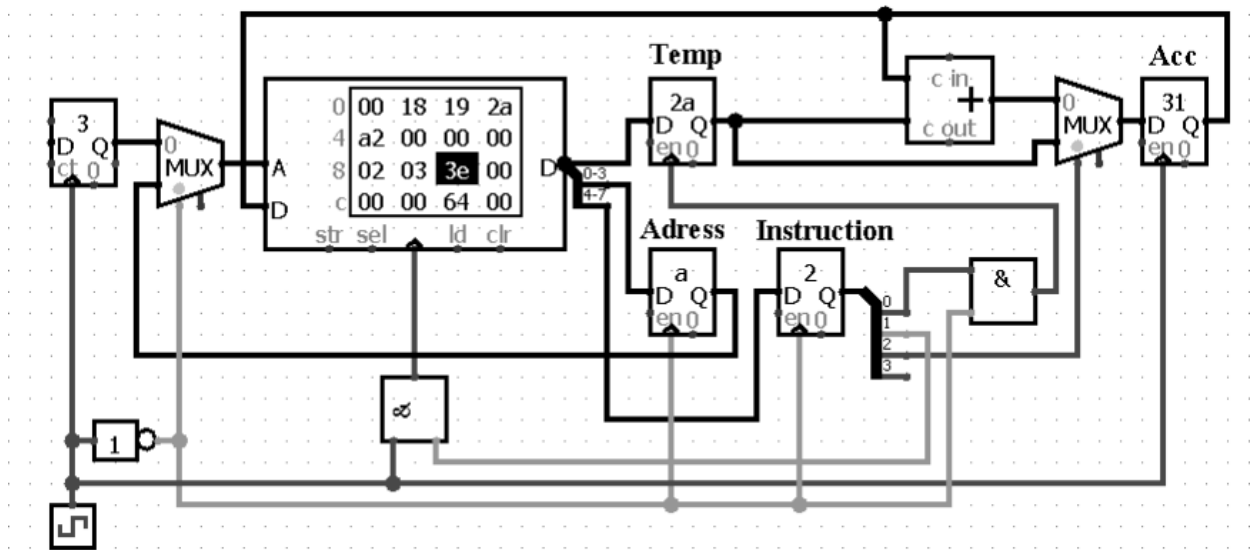 Temp
Acc
c in
+
c out
3
D Q
ct 0
0
MUX
A
D
0 00 18 19 2a
4 a2 00 00 00
8 02 03 3e 00
c 00 00 64 00
str sel ld clr
D
0-3
4-7
2a
D Q
en 0
0
MUX
31
D Q
en 0
Adress
Instruction
a
D Q
en 0
2
D Q
en 0
0
1
2
3
&
&
1